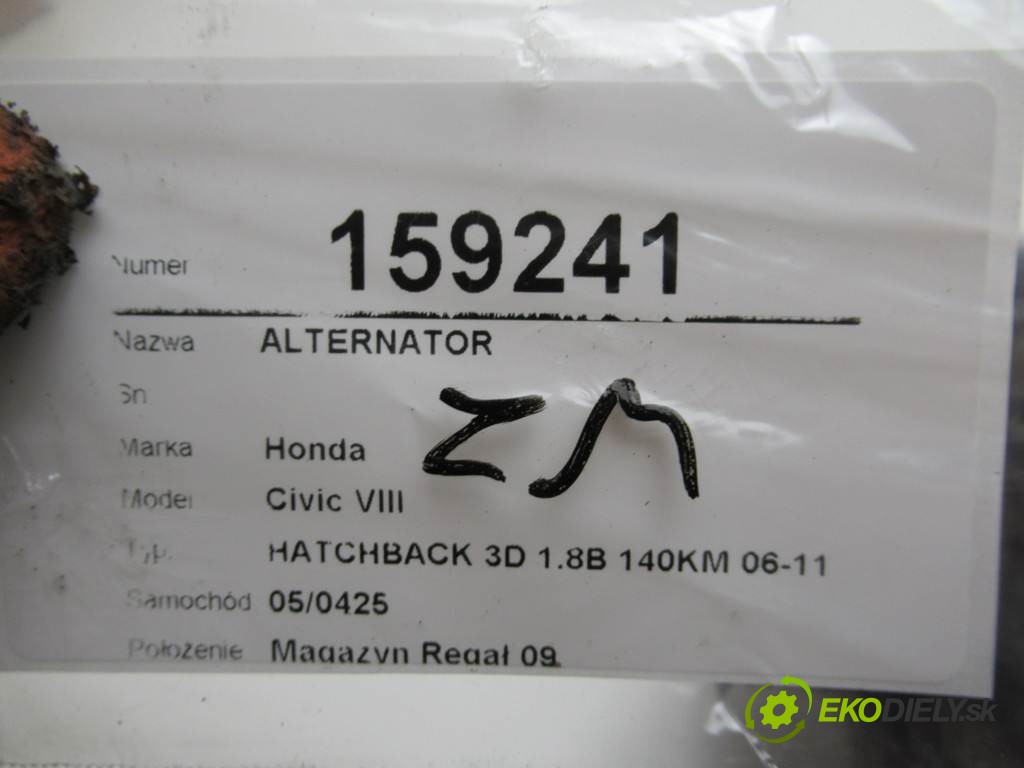 Numer 159241
Nazwa ALTERNATOR
Sn
Marka Honda
Model Civic VIII
Typ. HATCHBACK 3D 1.8B 140KM 06-11
Samochód 05/0425
Położenie Magazyn Regał 09
EKODIELY.sk